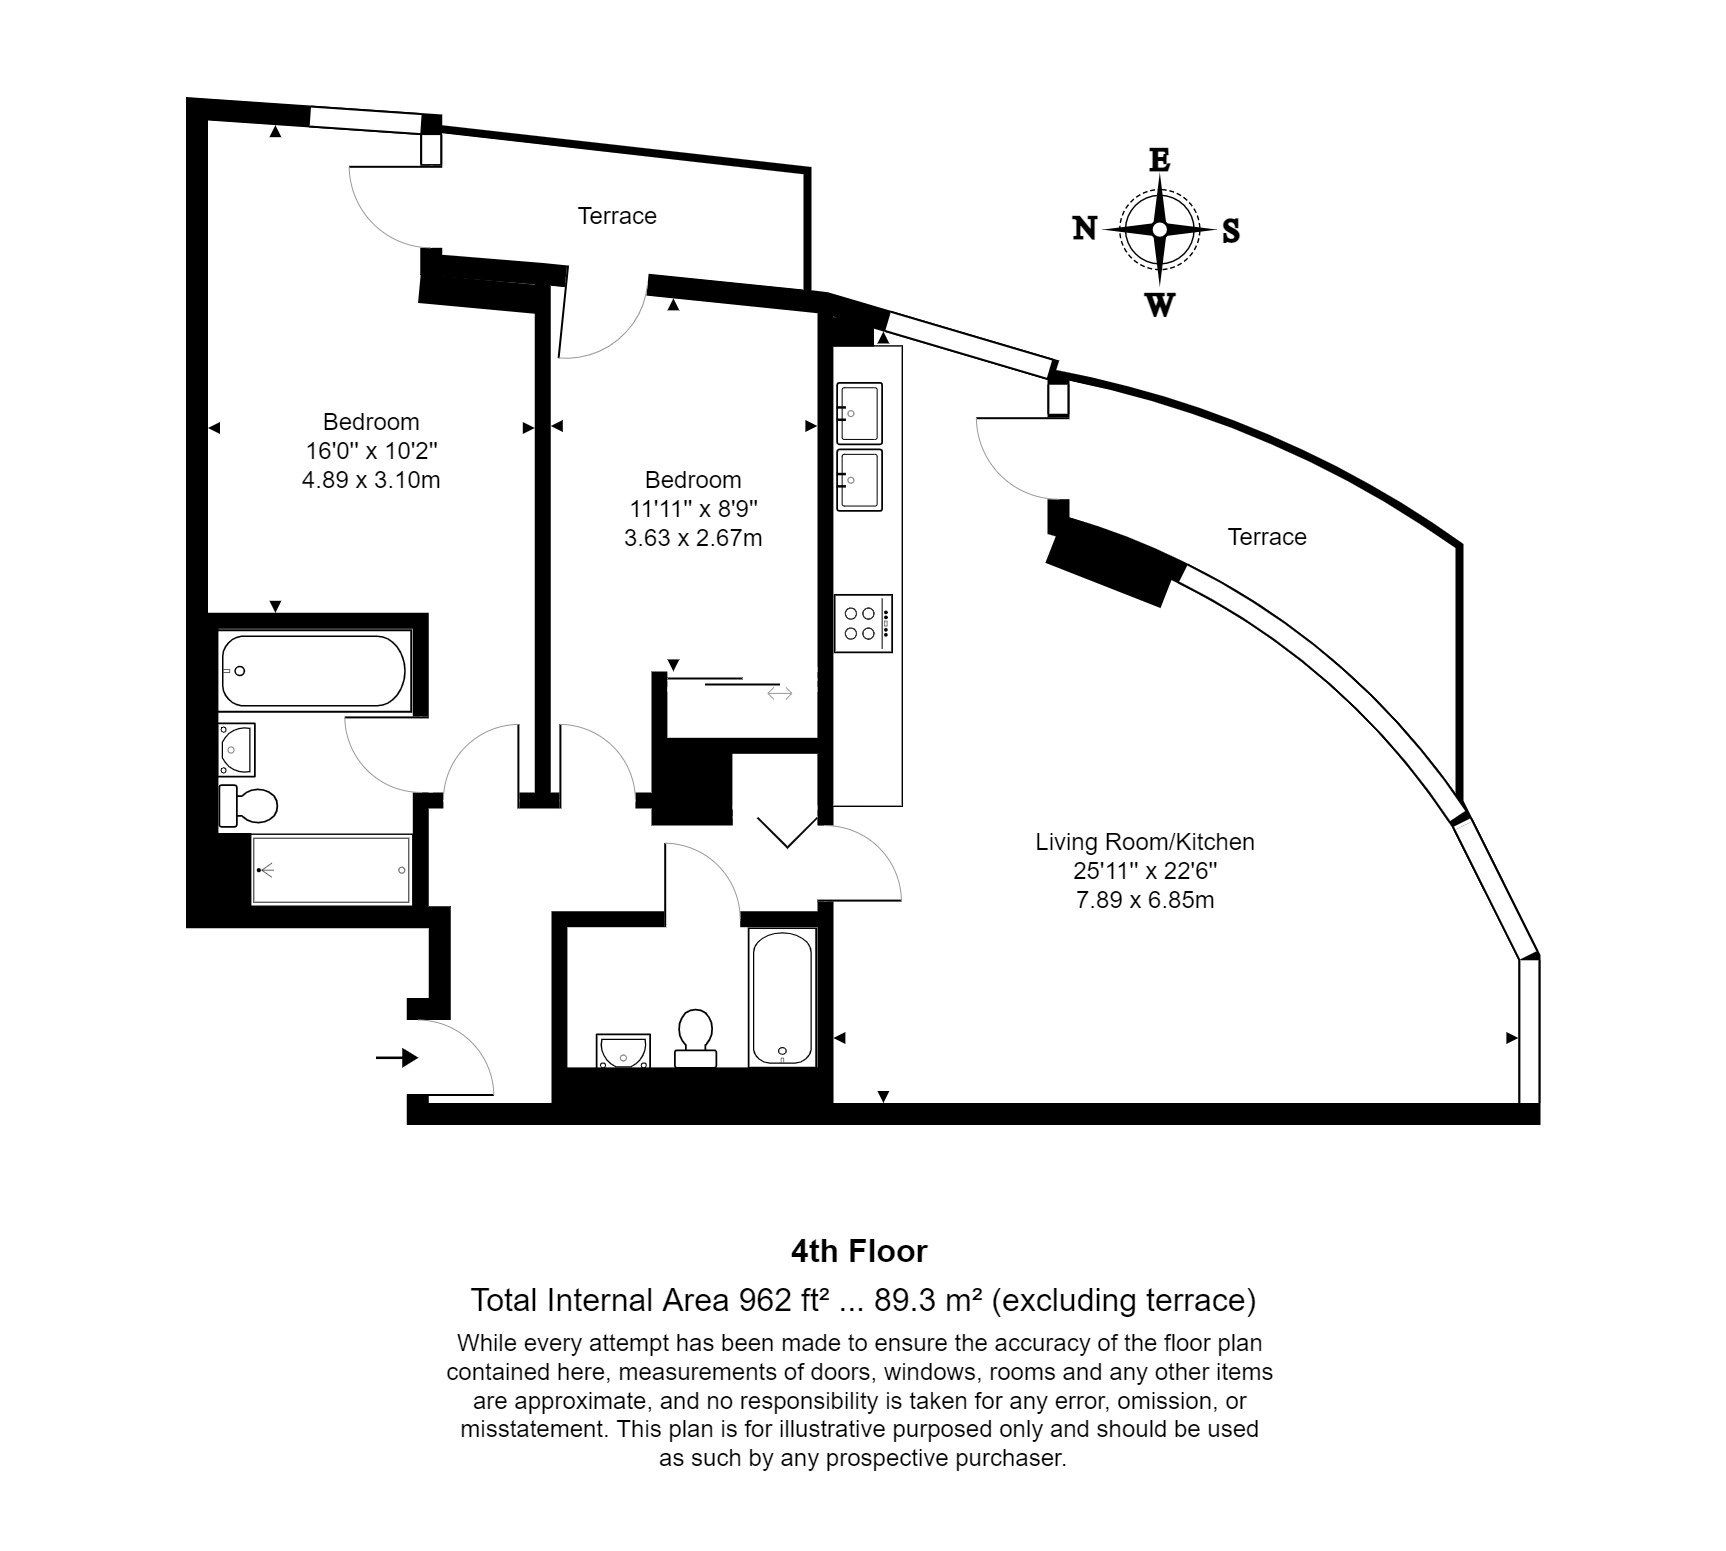 E
N S
W
Terrace
Bedroom
16'0" x 10'2"
4.89 x 3.10m
Bedroom
11'11" x 8'9"
3.63 x 2.67m
Terrace
Living Room/Kitchen
25'11" x 22'6"
7.89 x 6.85m
4th Floor
Total Internal Area 962 ft² ... 89.3 m² (excluding terrace)
While every attempt has been made to ensure the accuracy of the floor plan
contained here, measurements of doors, windows, rooms and any other items
are approximate, and no responsibility is taken for any error, omission, or
misstatement. This plan is for illustrative purposed only and should be used
as such by any prospective purchaser.